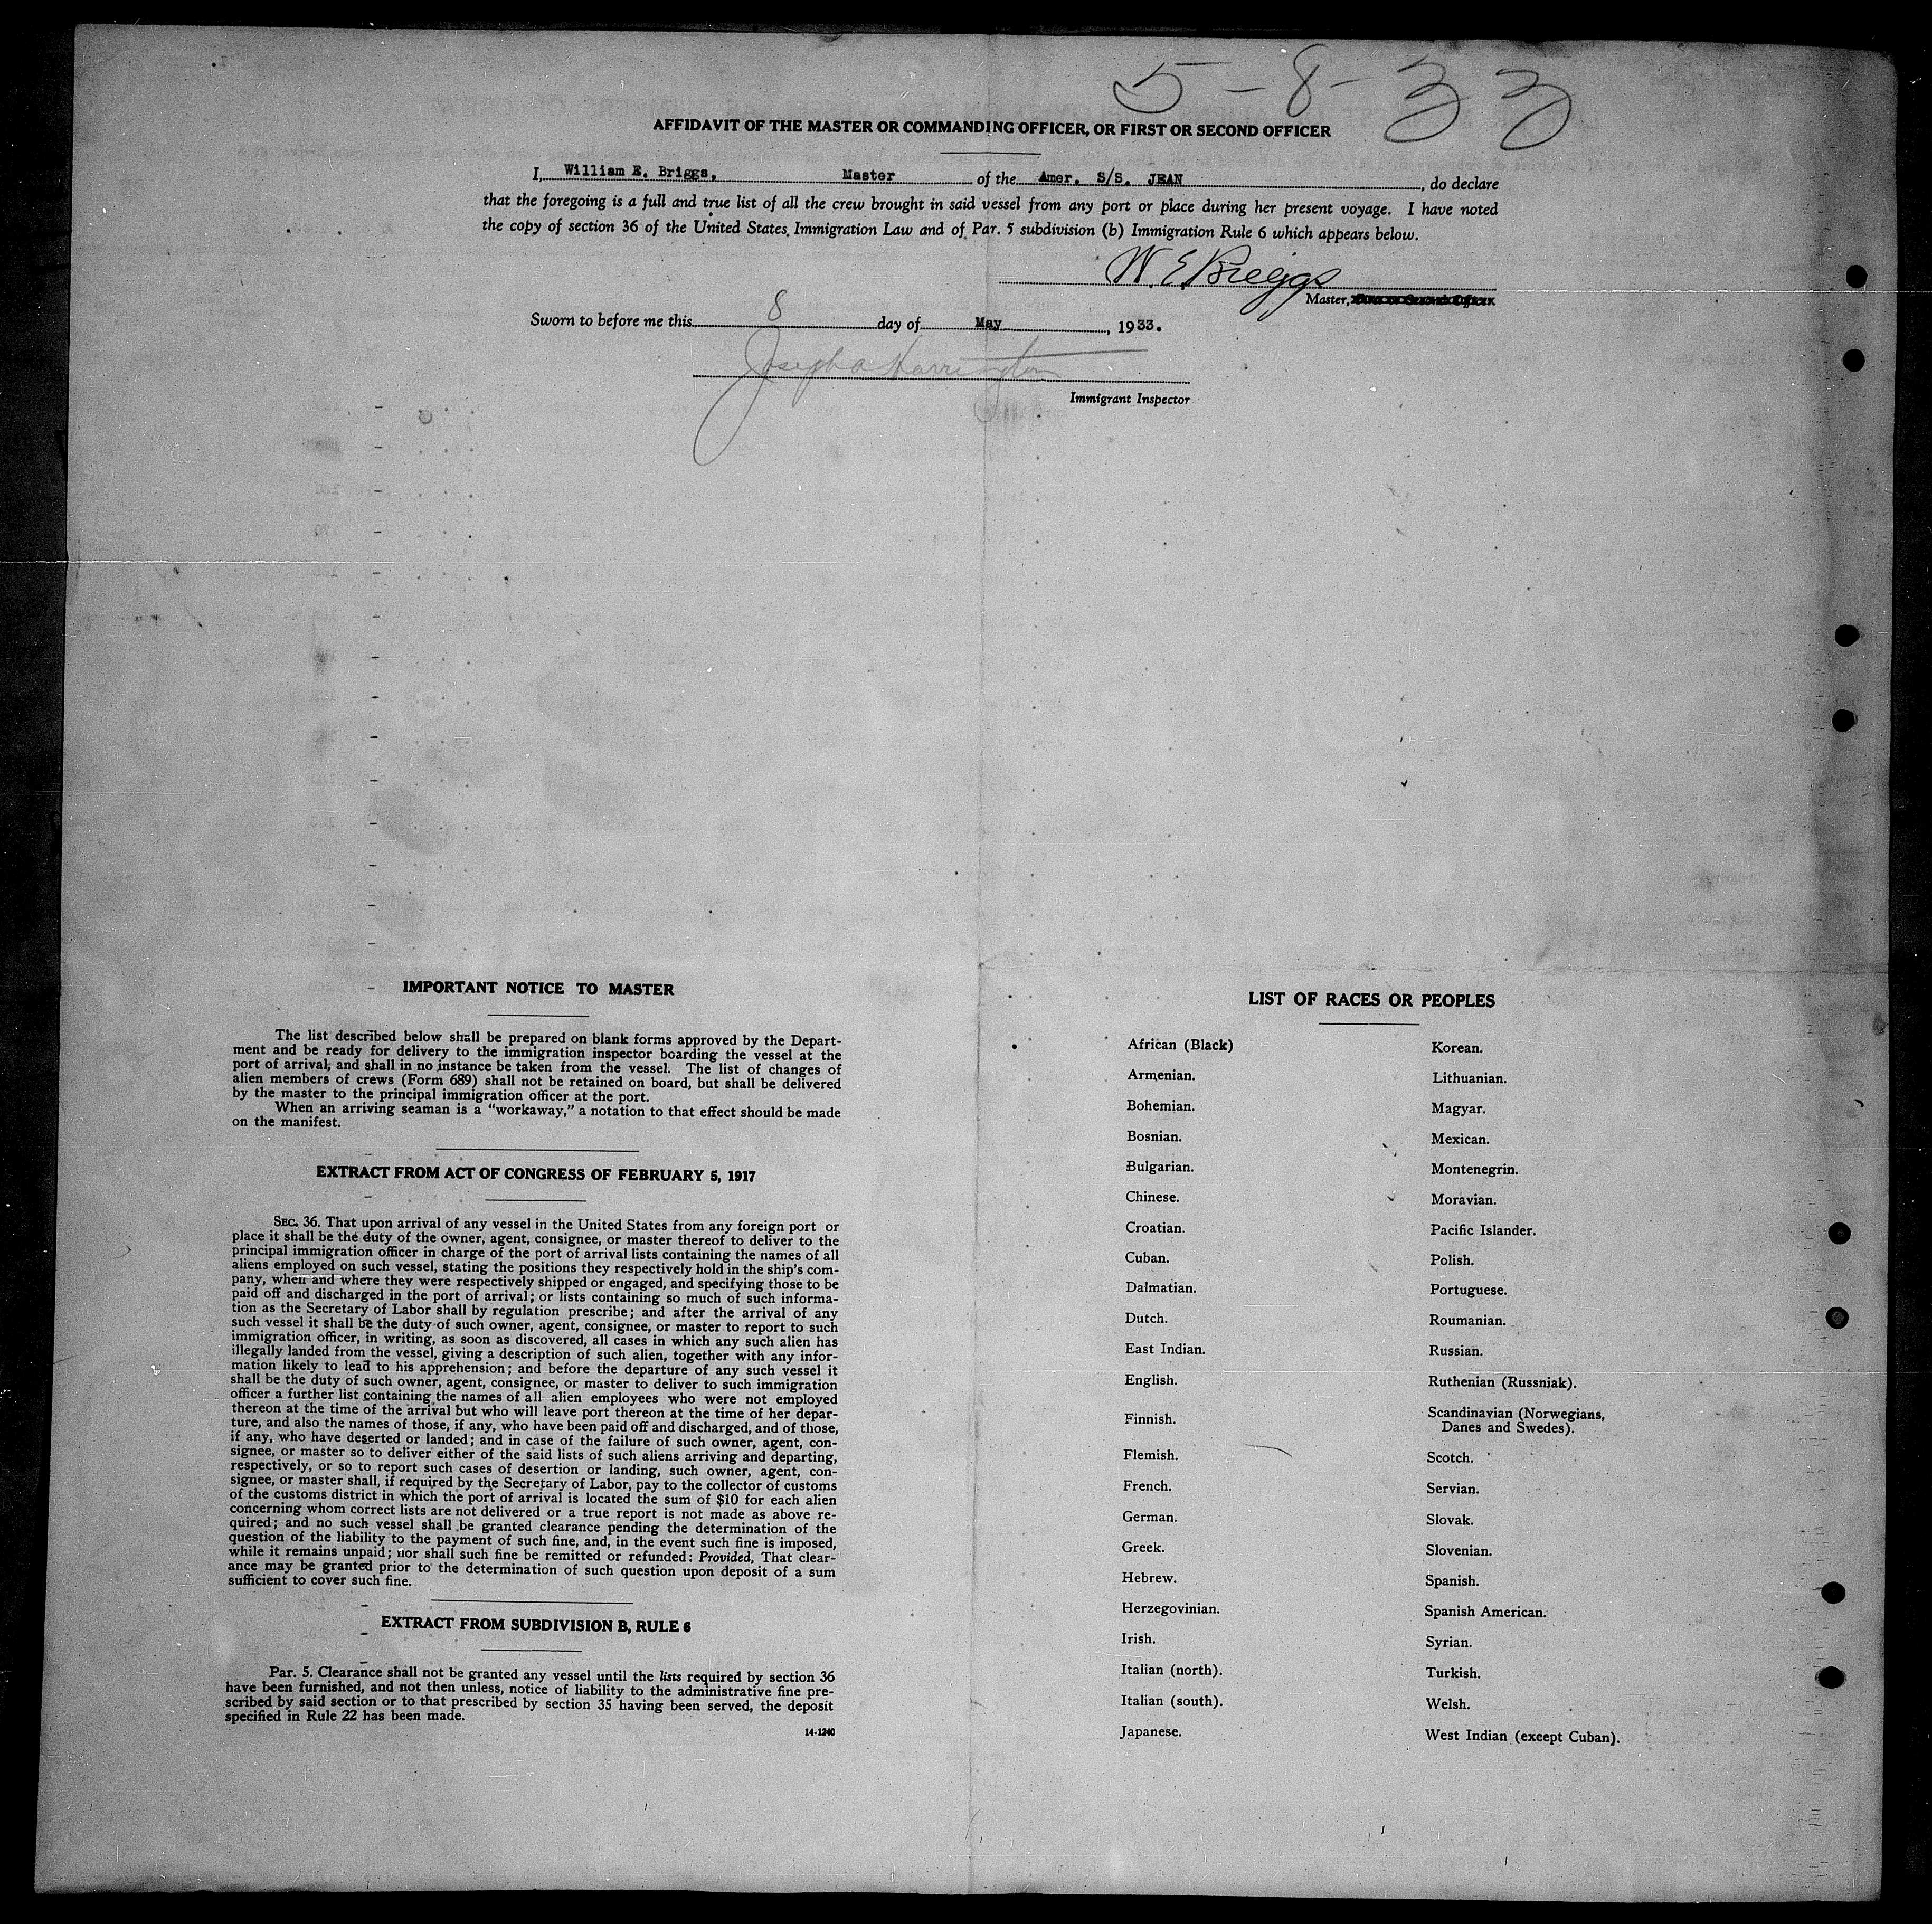 5-8-33
AFFIDAVIT OF THE MASTER OR COMMANDING OFFICER, OR FIRST OR SECOND OFFICER
I, William E. Briggs, Master of the Amer. S/S. JEAN, do declare
that the foregoing is a full and true list of all the crew brought in said vessel from any port or place during her present voyage. I have noted
the copy of section 36 of the United States Immigration Law and of Par. 5 subdivision (b) Immigration Rule 6 which appears below.
W. E. Briggs
Master,
Sworn to before me this 8 day of May, 1933.
Joseph A Harrington
Immigrant Inspector
IMPORTANT NOTICE TO MASTER
The list described below shall be prepared on blank forms approved by the Depart-
ment and be ready for delivery to the immigration inspector boarding the vessel at the
port of arrival, and shall in no instance be taken from the vessel. The list of changes of
alien members of crews (Form 689) shall not be retained on board, but shall be delivered
by the master to the principal immigration officer at the port.
When an arriving seaman is a "workaway," a notation to that effect should be made
on the manifest.
EXTRACT FROM ACT OF CONGRESS OF FEBRUARY 5, 1917
SEC. 36. That upon arrival of any vessel in the United States from any foreign port or
place it shall be the duty of the owner, agent, consignee, or master thereof to deliver to the
principal immigration officer in charge of the port of arrival lists containing the names of all
aliens employed on such vessel, stating the positions they respectively hold in the ship's com-
pany, when and where they were respectively shipped or engaged, and specifying those to be
paid off and discharged in the port of arrival; or lists containing so much of such informa-
tion as the Secretary of Labor shall by regulation prescribe; and after the arrival of any
such vessel it shall be the duty of such owner, agent, consignee, or master to report to such
immigration officer, in writing, as soon as discovered, all cases in which any such alien has
illegally landed from the vessel, giving a description of such alien, together with any infor-
mation likely to lead to his apprehension; and before the departure of any such vessel it
shall be the duty of such owner, agent, consignee, or master to deliver to such immigration
officer a further list containing the names of all alien employees who were not employed
thereon at the time of the arrival but who will leave port thereon at the time of her depar-
ture, and also the names of those, if any, who have been paid off and discharged, and of those,
if any, who have deserted or landed; and in case of the failure of such owner, agent, con-
signee, or master so to deliver either of the said lists of such aliens arriving and departing,
respectively, or so to report such cases of desertion or landing, such owner, agent, con-
signee, or master shall, if required by the Secretary of Labor, pay to the collector of customs
of the customs district in which the port of arrival is located the sum of $10 for each alien
concerning whom correct lists are not delivered or a true report is not made as above re-
quired; and no such vessel shall be granted clearance pending the determination of the
question of the liability to the payment of such fine, and, in the event such fine is imposed,
while it remains unpaid; nor shall such fine be remitted or refunded: Provided, That clear-
ance may be granted prior to the determination of such question upon deposit of a sum
sufficient to cover such fine.
EXTRACT FROM SUBDIVISION B, RULE 6
Par. 5. Clearance shall not be granted any vessel until the lists required by section 36
have been furnished, and not then unless, notice of liability to the administrative fine pre-
scribed by said section or to that prescribed by section 35 having been served, the deposit
specified in Rule 22 has been made.
14-1240
LIST OF RACES OR PEOPLES
African (Black)
Armenian.
Bohemian.
Bosnian.
Bulgarian.
Chinese.
Croatian.
Cuban.
Dalmatian.
Dutch.
East Indian.
English.
Finnish.
Flemish.
French.
German.
Greek.
Hebrew.
Herzegovinian.
Irish.
Italian (north).
Italian (south).
Japanese.
Korean.
Lithuanian.
Magyar.
Mexican.
Montenegrin.
Moravian.
Pacific Islander.
Polish.
Portuguese.
Roumanian.
Russian.
Ruthenian (Russniak).
Scandinavian (Norwegians,
Danes and Swedes).
Scotch.
Servian.
Slovak.
Slovenian.
Spanish.
Spanish American.
Syrian.
Turkish.
Welsh.
West Indian (except Cuban).